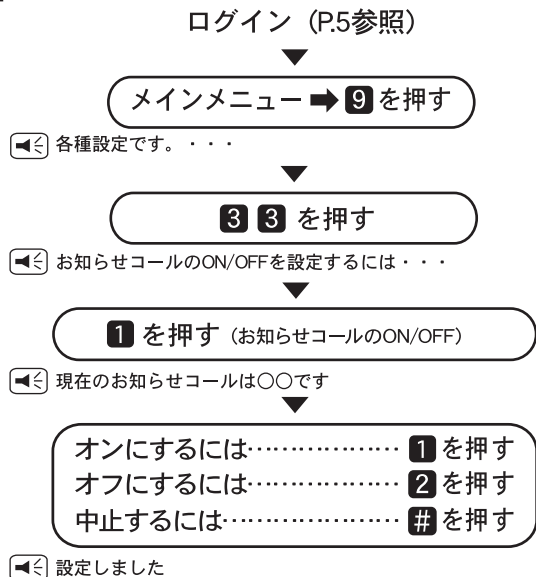 ログイン（P.5参照）
メインメニュー ➡ 9 を押す
各種設定です。・・・
3 3 を押す
お知らせコールのON/OFFを設定するには・・・
1 を押す（お知らせコールのON/OFF）
現在のお知らせコールは〇〇です
オンにするには………………… 1 を押す
オフにするには………………… 2 を押す
中止するには…………………… # を押す
設定しました